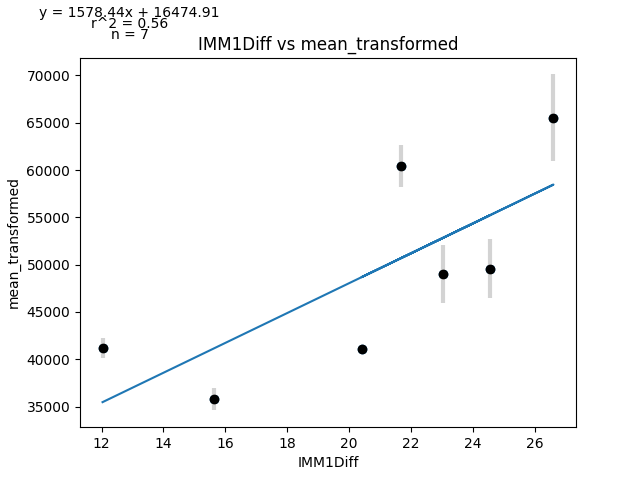 y = 1578.44x + 16474.91
r^2 = 0.56
n = 7
IMM1Diff vs mean_transformed
70000
65000
60000
55000
50000
45000
40000
35000
mean_transformed
12 14 16 18 20 22 24 26
IMM1Diff